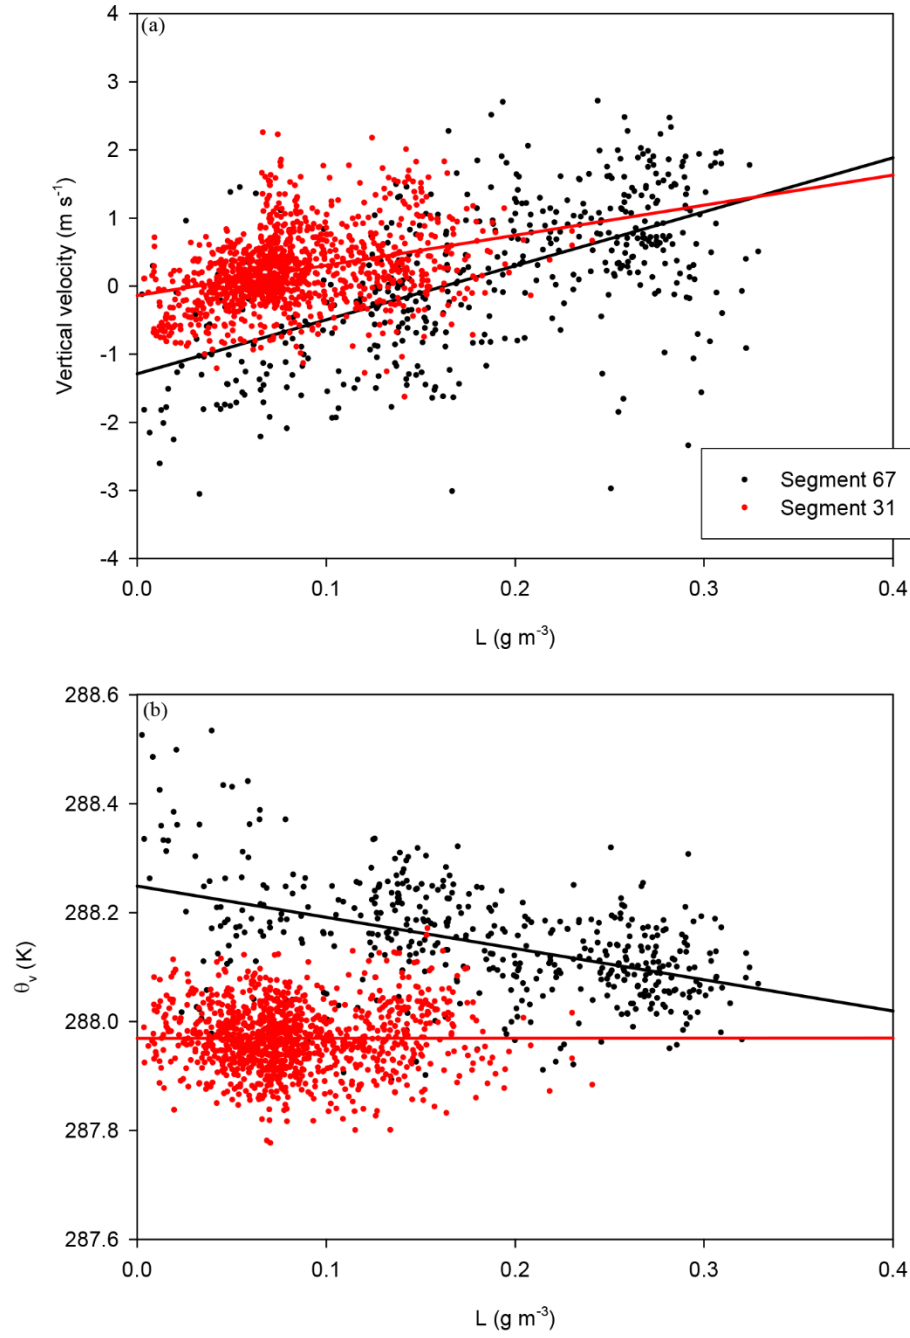 (a)
4
3
2
1
0
-1
-2
-3
-4
Vertical velocity (m s⁻¹)
Segment 67
Segment 31
0.0 0.1 0.2 0.3 0.4
L (g m⁻³)
(b)
288.6
288.4
288.2
288.0
287.8
287.6
θᵥ (K)
0.0 0.1 0.2 0.3 0.4
L (g m⁻³)